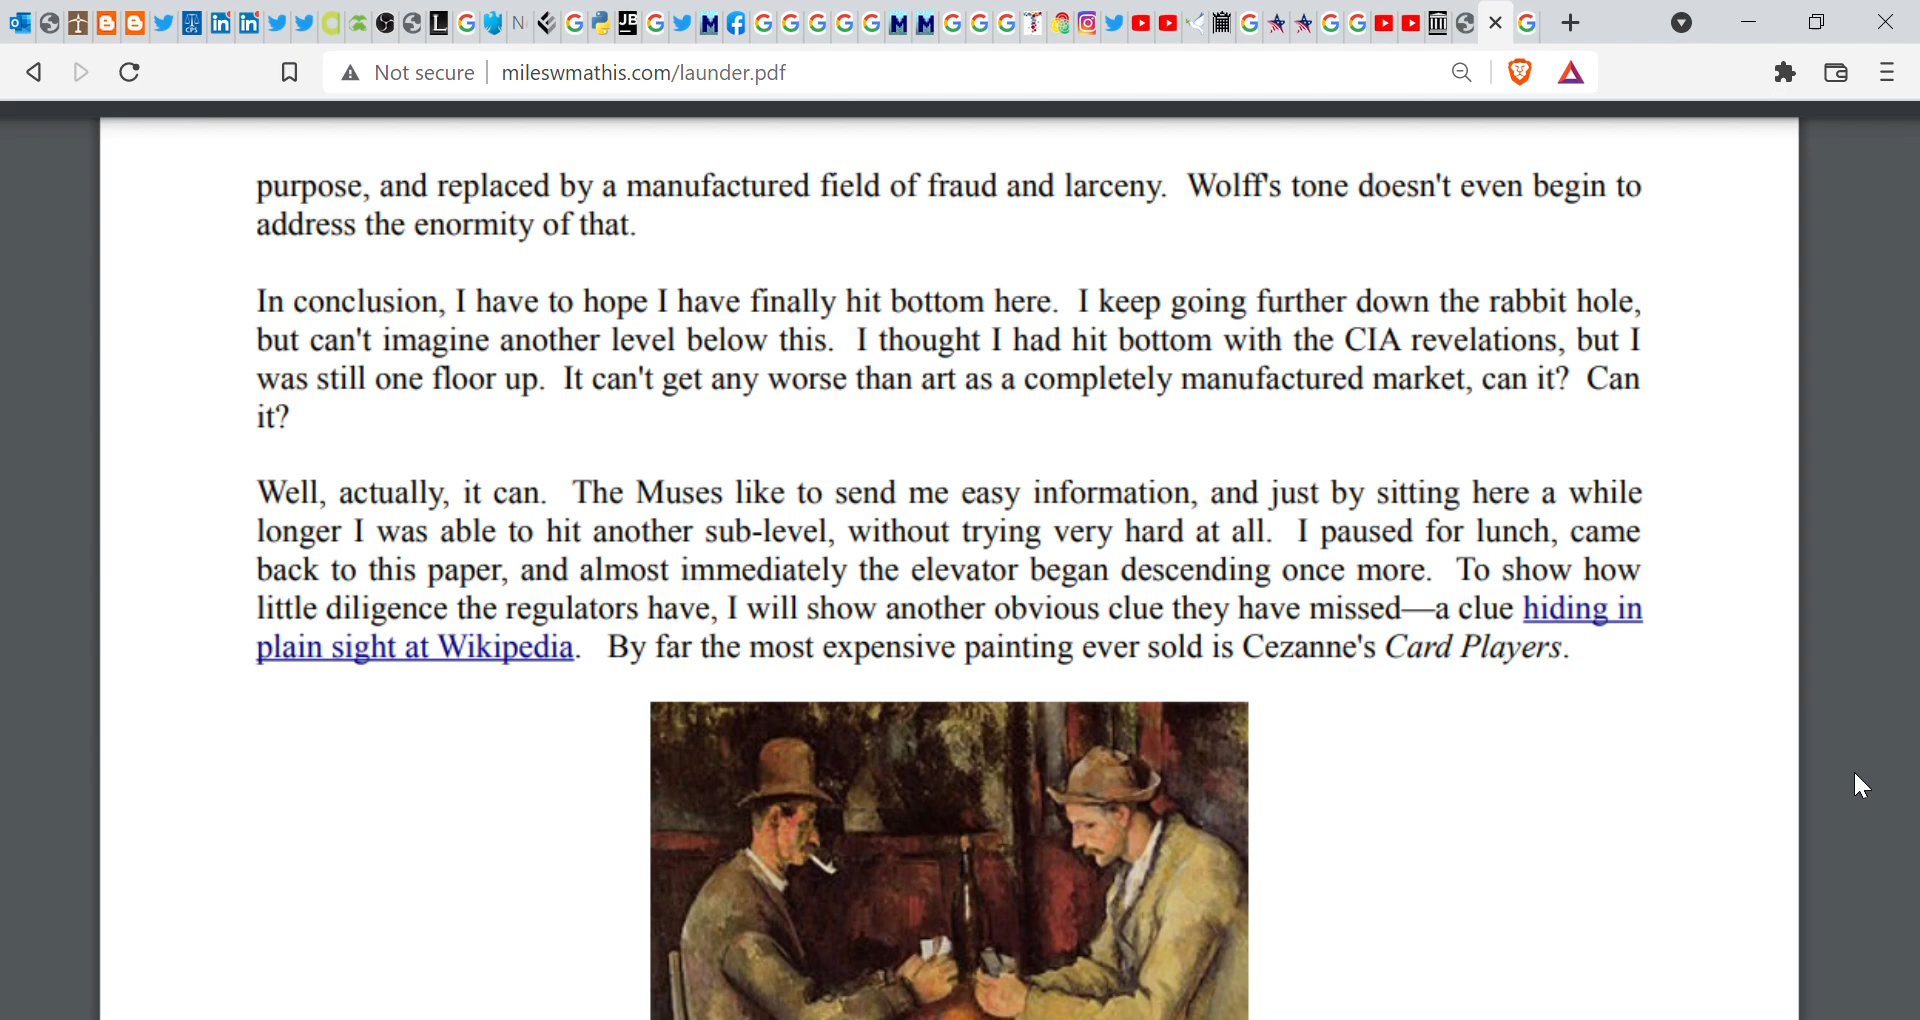 Not secure
mileswmathis.com/launder.pdf
purpose, and replaced by a manufactured field of fraud and larceny. Wolff's tone doesn't even begin to
address the enormity of that.
In conclusion, I have to hope I have finally hit bottom here. I keep going further down the rabbit hole,
but can't imagine another level below this. I thought I had hit bottom with the CIA revelations, but I
was still one floor up. It can't get any worse than art as a completely manufactured market, can it? Can
it?
Well, actually, it can. The Muses like to send me easy information, and just by sitting here a while
longer I was able to hit another sub-level, without trying very hard at all. I paused for lunch, came
back to this paper, and almost immediately the elevator began descending once more. To show how
little diligence the regulators have, I will show another obvious clue they have missed—a clue hiding in
plain sight at Wikipedia. By far the most expensive painting ever sold is Cezanne's Card Players.